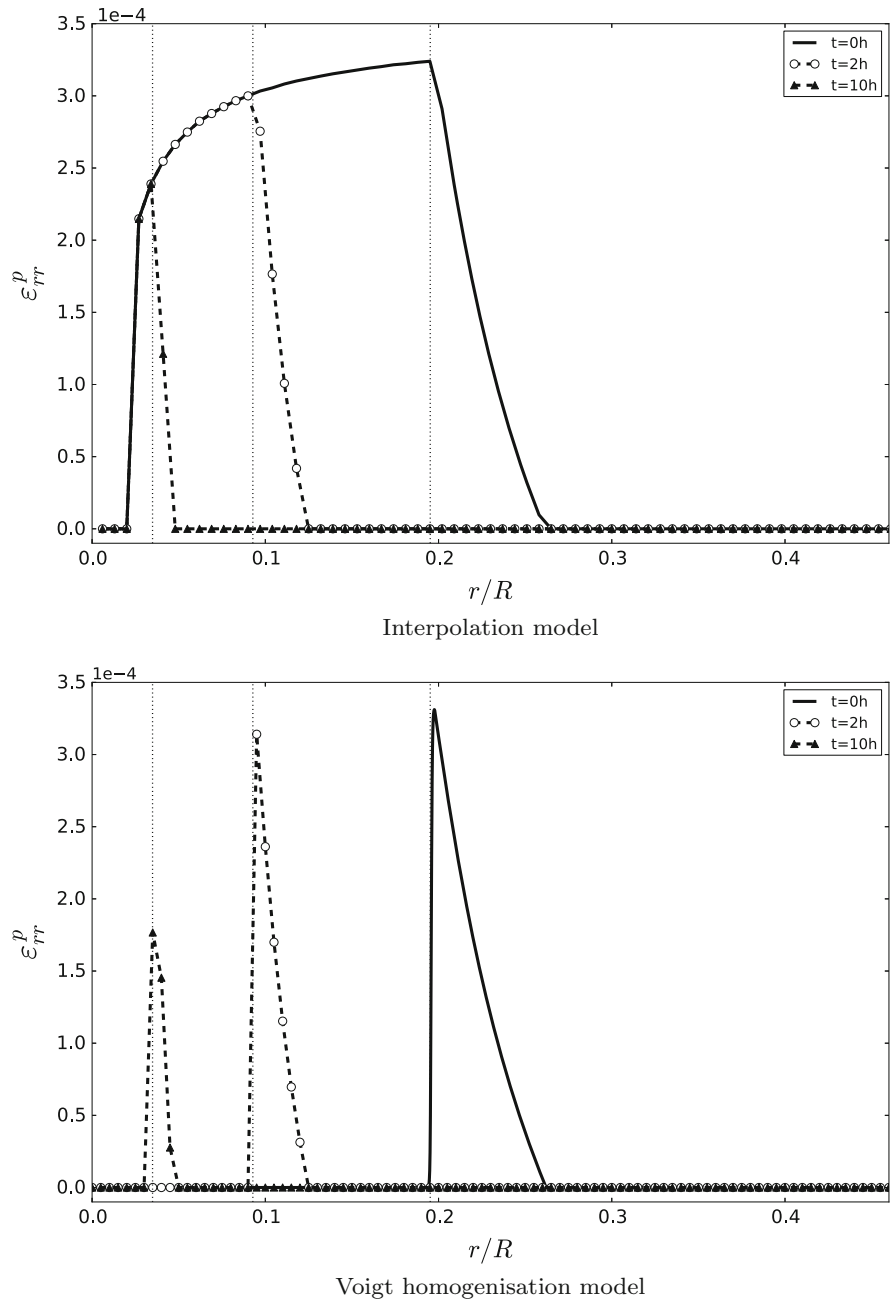 1e−4
3.5
3.0
2.5
2.0
1.5
1.0
0.5
0.0
ε^p_rr
t=0h
t=2h
t=10h
0.0 0.1 0.2 0.3 0.4
r/R
Interpolation model
1e−4
3.5
3.0
2.5
2.0
1.5
1.0
0.5
0.0
ε^p_rr
t=0h
t=2h
t=10h
0.0 0.1 0.2 0.3 0.4
r/R
Voigt homogenisation model